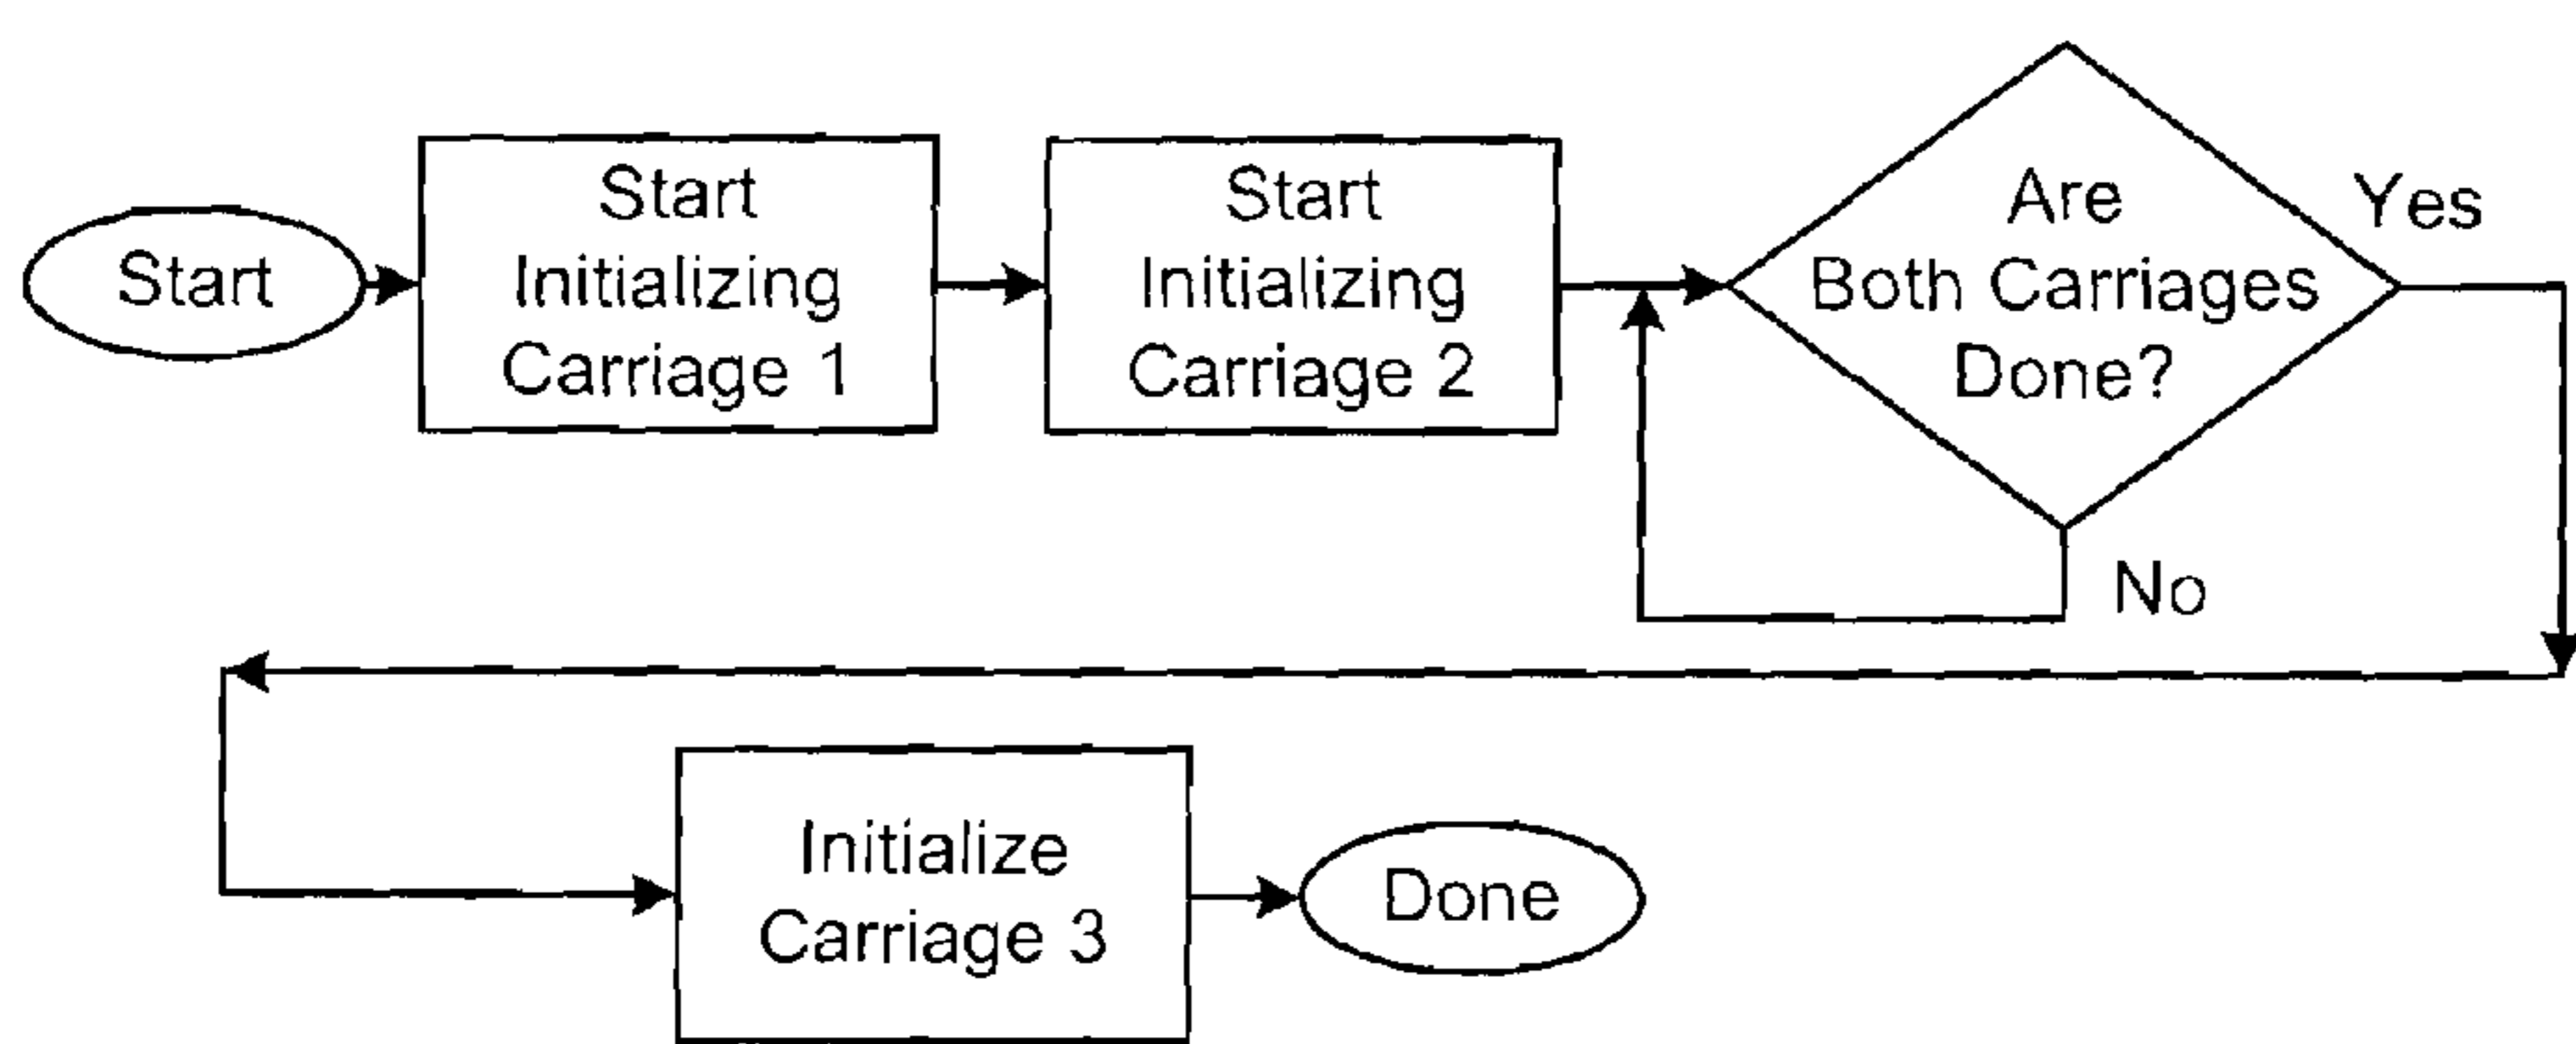 Start
Start
Initializing
Carriage 1
Start
Initializing
Carriage 2
Are
Both Carriages
Done?
Yes
No
Initialize
Carriage 3
Done